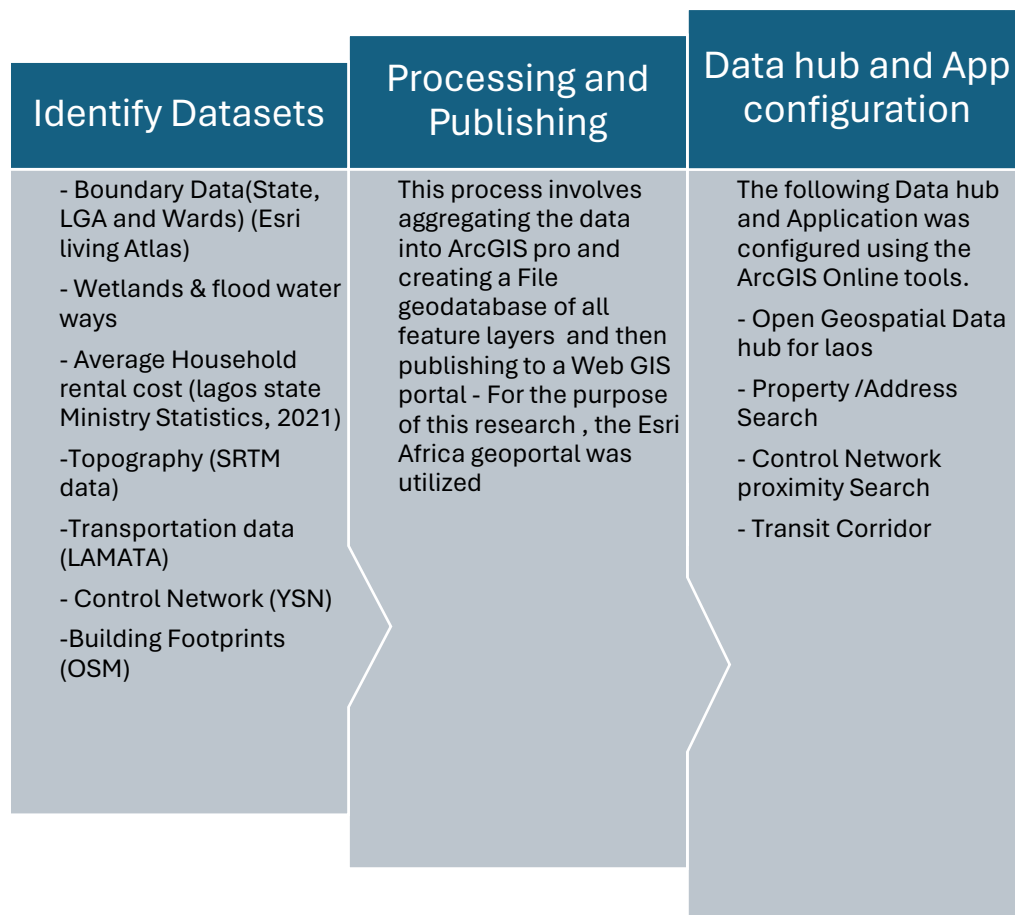 Identify Datasets
- Boundary Data(State,
LGA and Wards) (Esri
living Atlas)
- Wetlands & flood water
ways
- Average Household
rental cost (lagos state
Ministry Statistics, 2021)
-Topography (SRTM
data)
-Transportation data
(LAMATA)
- Control Network (YSN)
-Building Footprints
(OSM)
Processing and
Publishing
This process involves
aggregating the data
into ArcGIS pro and
creating a File
geodatabase of all
feature layers and then
publishing to a Web GIS
portal - For the purpose
of this research , the Esri
Africa geoportal was
utilized
Data hub and App
configuration
The following Data hub
and Application was
configured using the
ArcGIS Online tools.
- Open Geospatial Data
hub for laos
- Property /Address
Search
- Control Network
proximity Search
- Transit Corridor